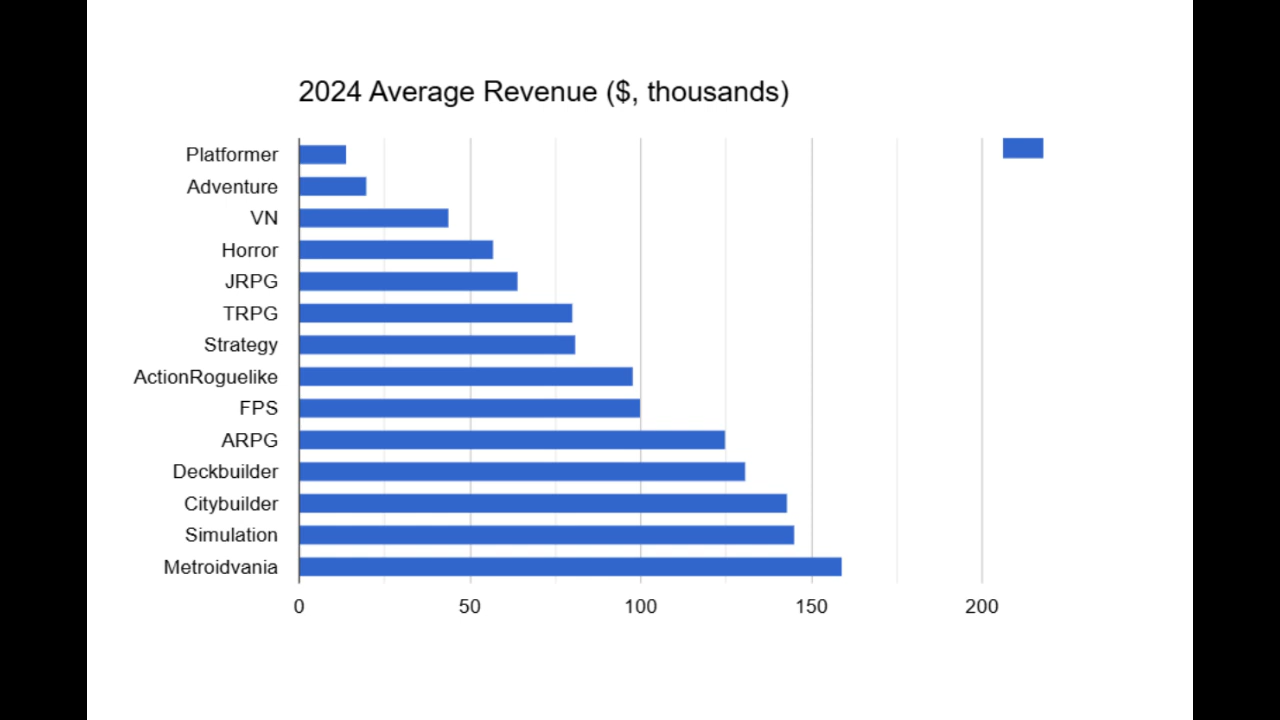 2024 Average Revenue ($, thousands)
Platformer
Adventure
VN
Horror
JRPG
TRPG
Strategy
ActionRoguelike
FPS
ARPG
Deckbuilder
Citybuilder
Simulation
Metroidvania
0 50 100 150 200